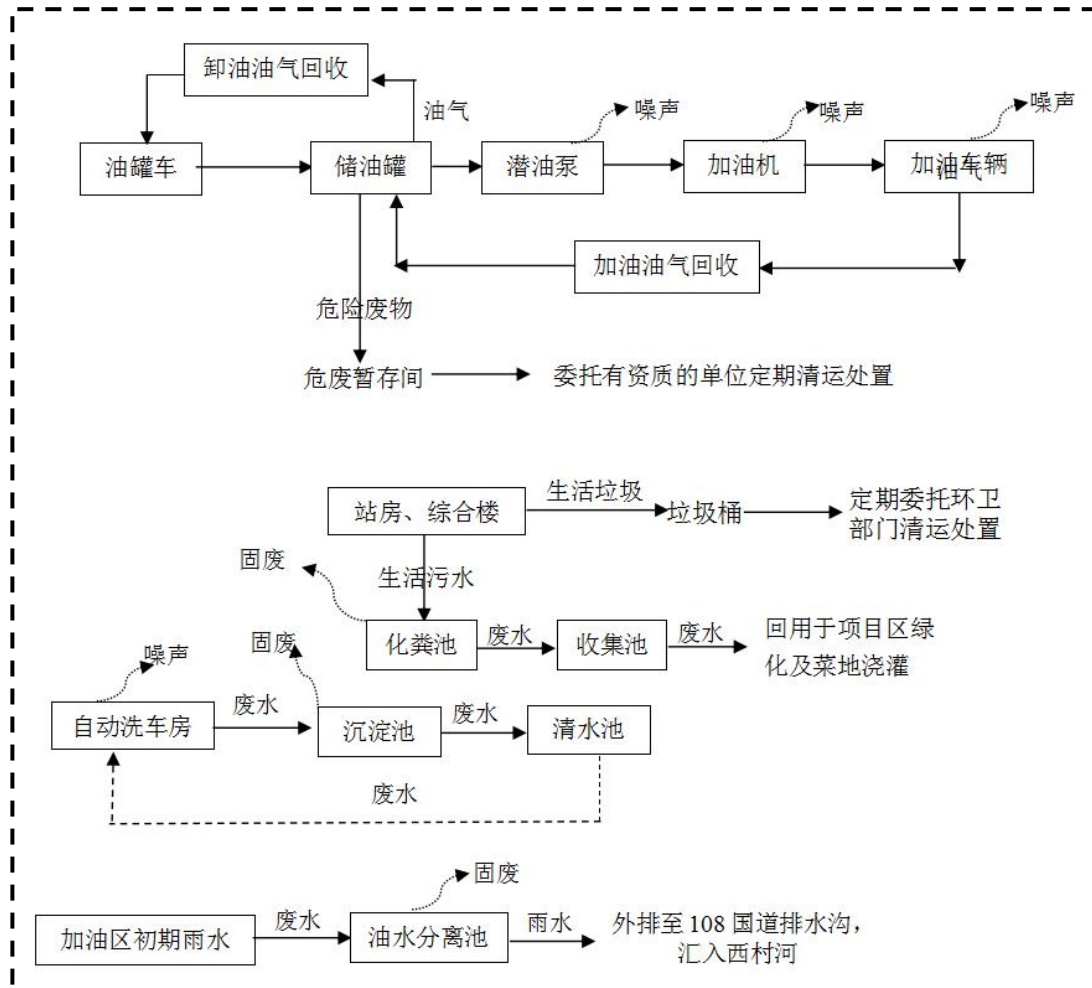 卸油油气回收
油气
噪声
噪声
噪声
油罐车
储油罐
潜油泵
加油机
加油车辆
油气
加油油气回收
危险废物
危废暂存间
委托有资质的单位定期清运处置
站房、综合楼
生活垃圾
垃圾桶
定期委托环卫
部门清运处置
固废
生活污水
化粪池
废水
收集池
废水
回用于项目区绿
化及菜地浇灌
噪声
固废
自动洗车房
废水
沉淀池
废水
清水池
废水
固废
加油区初期雨水
废水
油水分离池
雨水
外排至 108 国道排水沟，
汇入西村河